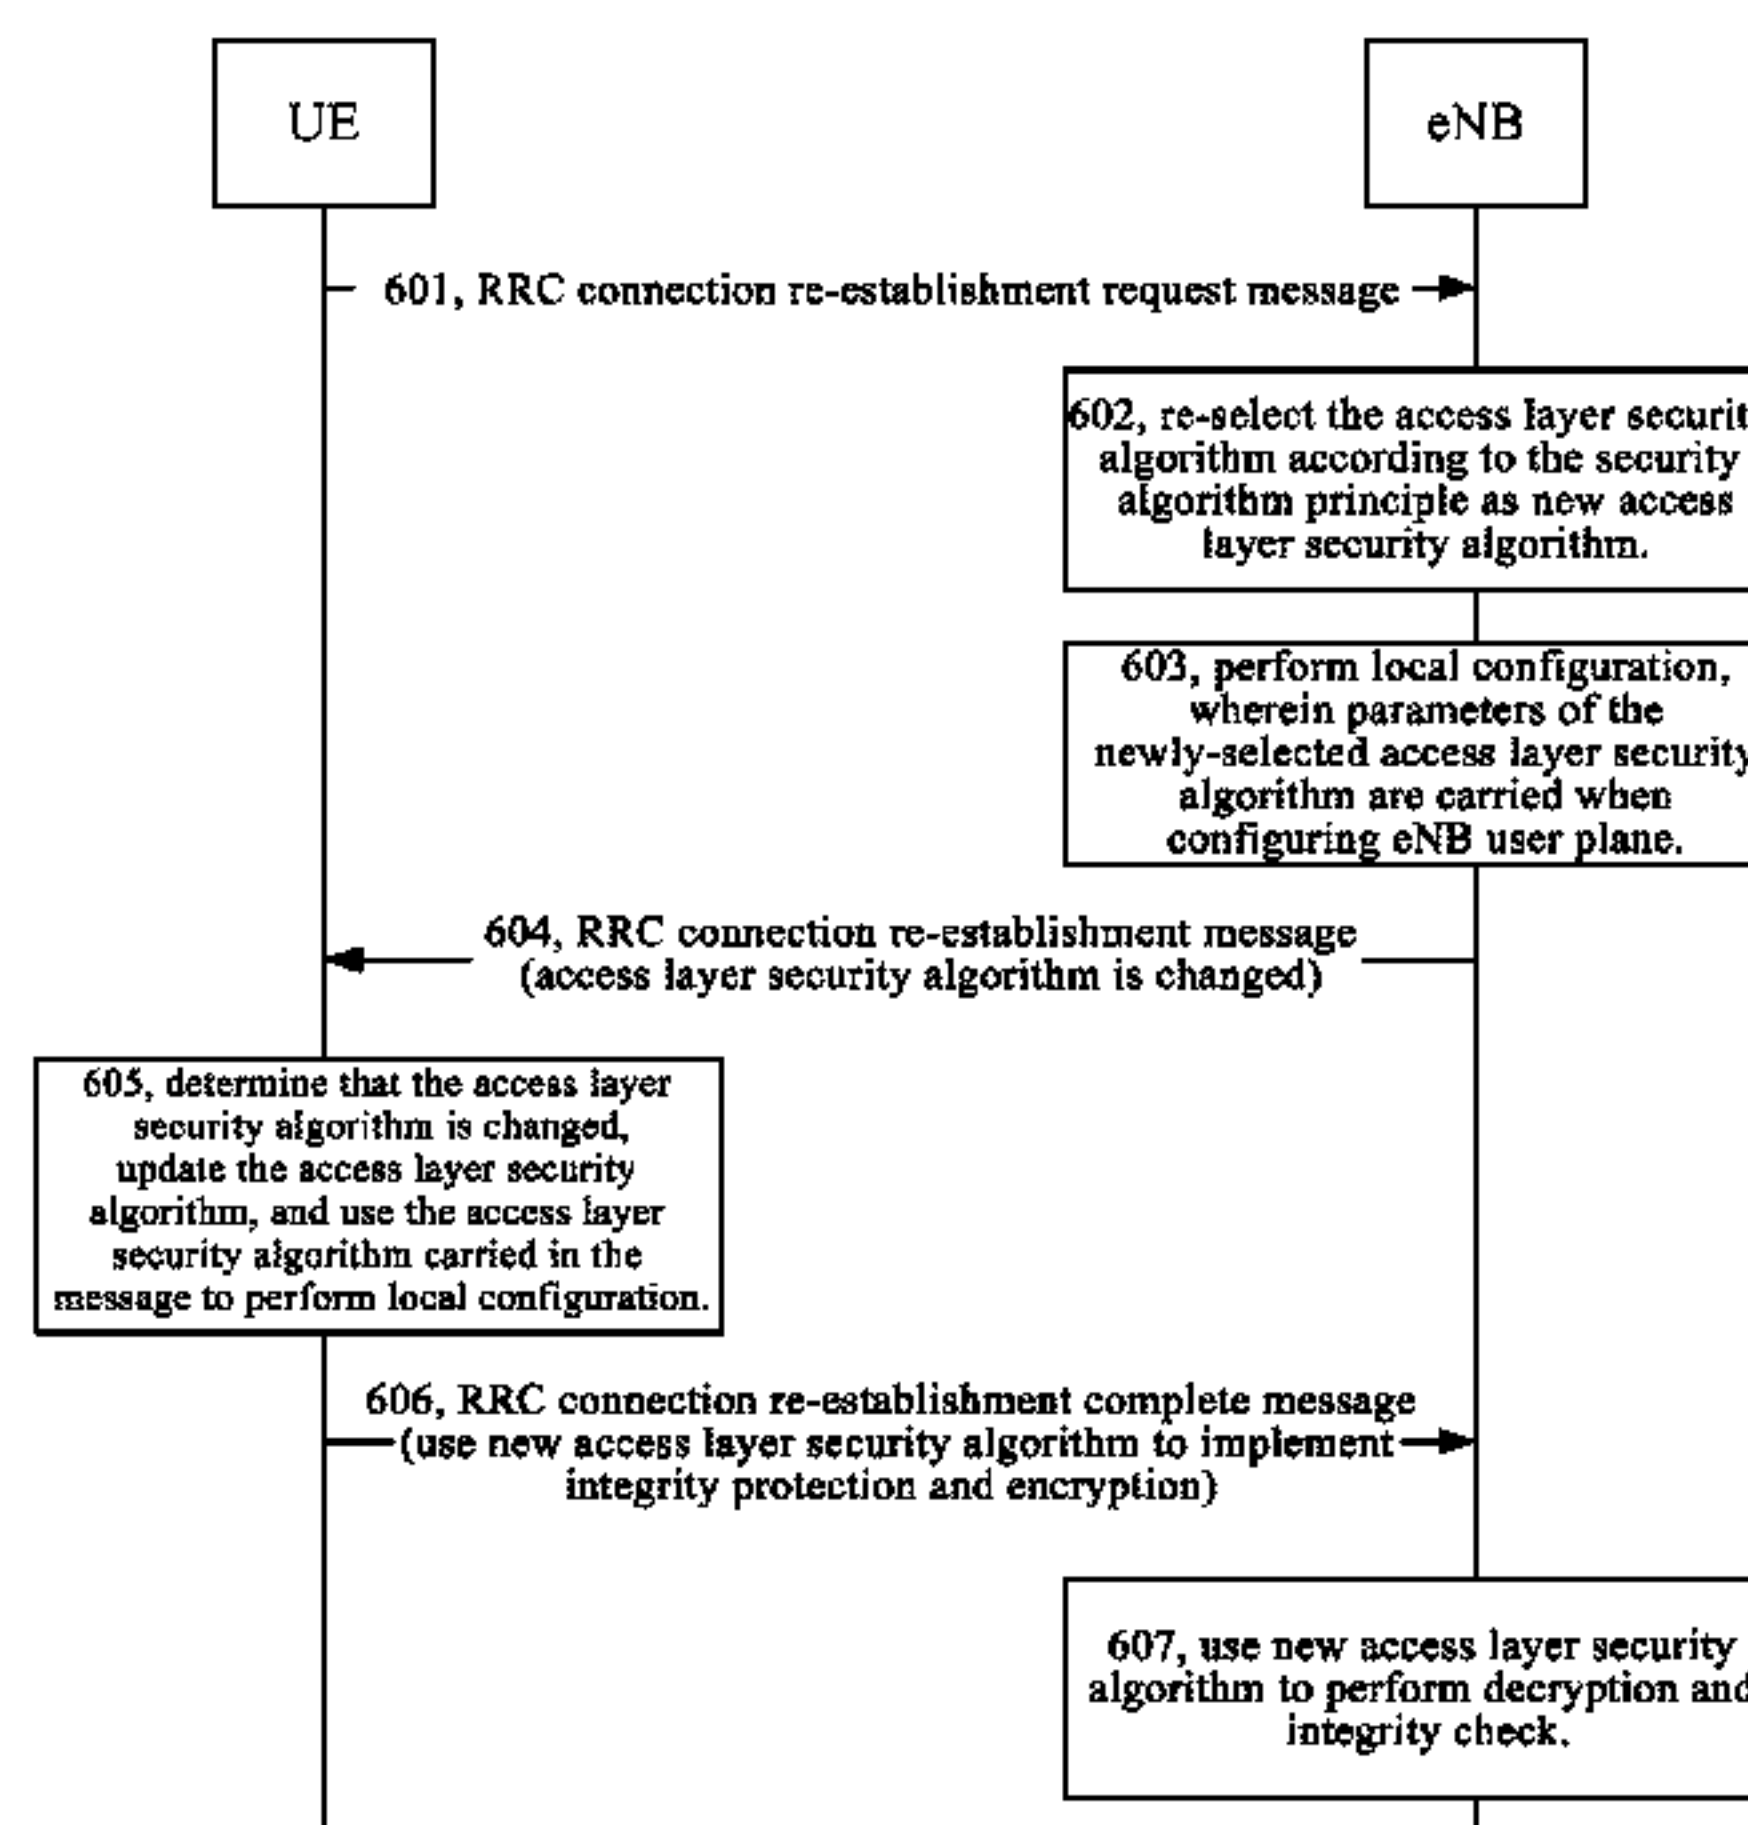 UE
eNB
601, RRC connection re-establishment request message
602, re-select the access layer securit
algorithm according to the security
algorithm principle as new access
layer security algorithm.
603, perform local configuration,
wherein parameters of the
newly-selected access layer security
algorithm are carried when
configuring eNB user plane.
604, RRC connection re-establishment message
(access layer security algorithm is changed)
605, determine that the access layer
security algorithm is changed,
update the access layer security
algorithm, and use the access layer
security algorithm carried in the
message to perform local configuration.
606, RRC connection re-establishment complete message
(use new access layer security algorithm to implement
integrity protection and encryption)
607, use new access layer security
algorithm to perform decryption and
integrity check.